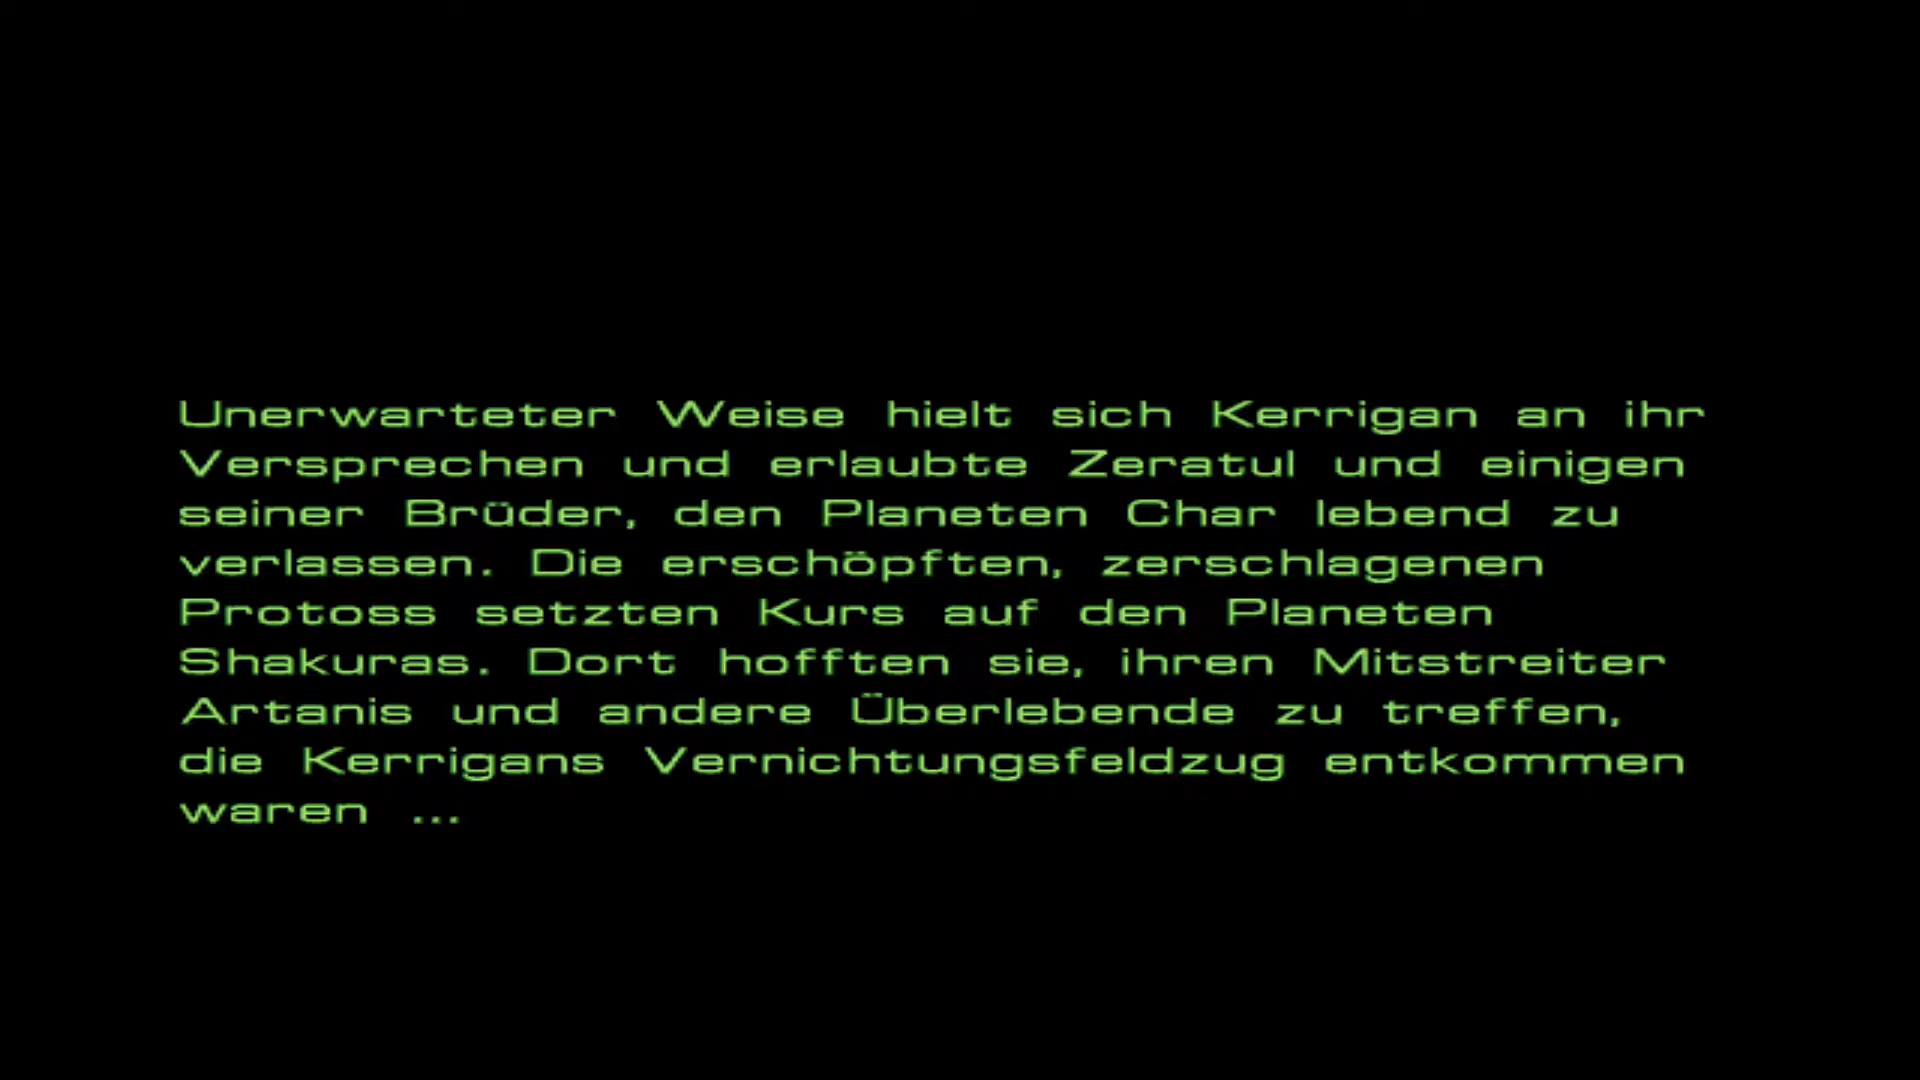 Unerwarteter Weise hielt sich Kerrigan an ihr
Versprechen und erlaubte Zeratul und einigen
seiner Brüder, den Planeten Char lebend zu
verlassen. Die erschöpften, zerschlagenen
Protoss setzten Kurs auf den Planeten
Shakuras. Dort hofften sie, ihren Mitstreiter
Artanis und andere Überlebende zu treffen,
die Kerrigans Vernichtungsfeldzug entkommen
waren ...